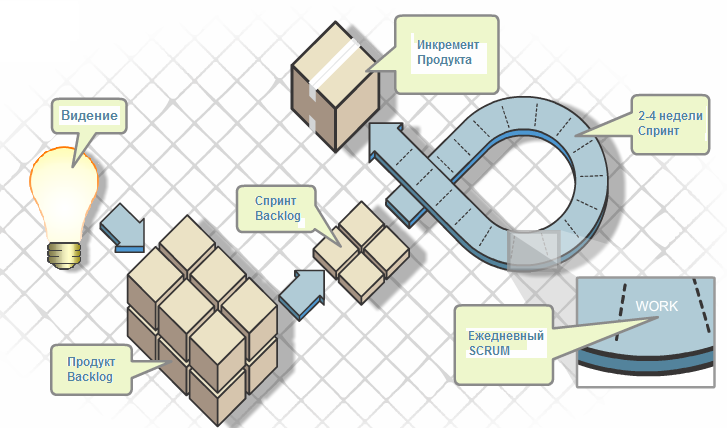 Инкремент
Продукта
2-4 недели
Спринт
Видение
Спринт
Backlog
WORK
Ежедневный
SCRUM
Продукт
Backlog